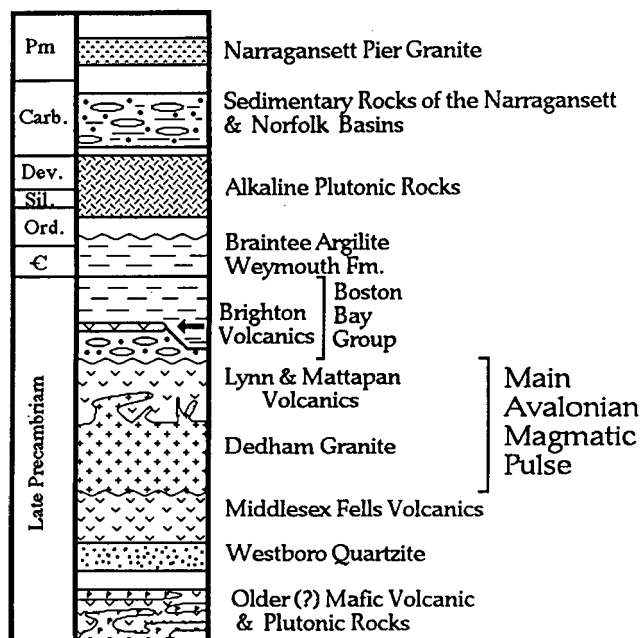 Pm
Narragansett Pier Granite
Carb.
Sedimentary Rocks of the Narragansett
& Norfolk Basins
Dev.
Sil.
Alkaline Plutonic Rocks
Ord.
Braintee Argilite
Є
Weymouth Fm.
Late Precambriam
Brighton
Volcanics
Boston
Bay
Group
Lynn & Mattapan
Volcanics
Dedham Granite
Main
Avalonian
Magmatic
Pulse
Middlesex Fells Volcanics
Westboro Quartzite
Older (?) Mafic Volcanic
& Plutonic Rocks